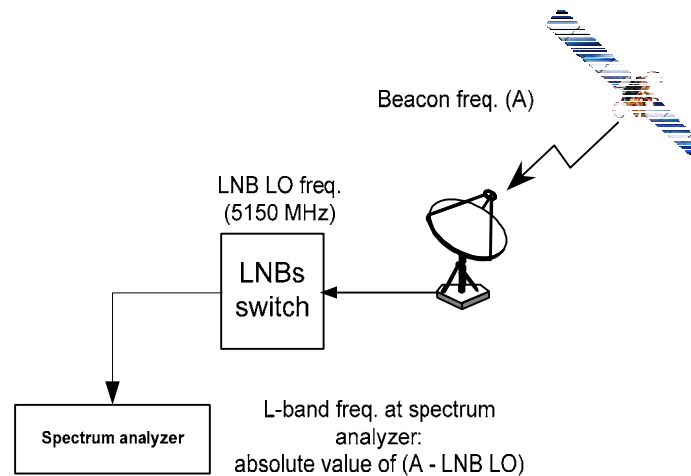 Beacon freq. (A)
LNB LO freq.
(5150 MHz)
LNBs
switch
Spectrum analyzer
L-band freq. at spectrum
analyzer:
absolute value of (A - LNB LO)